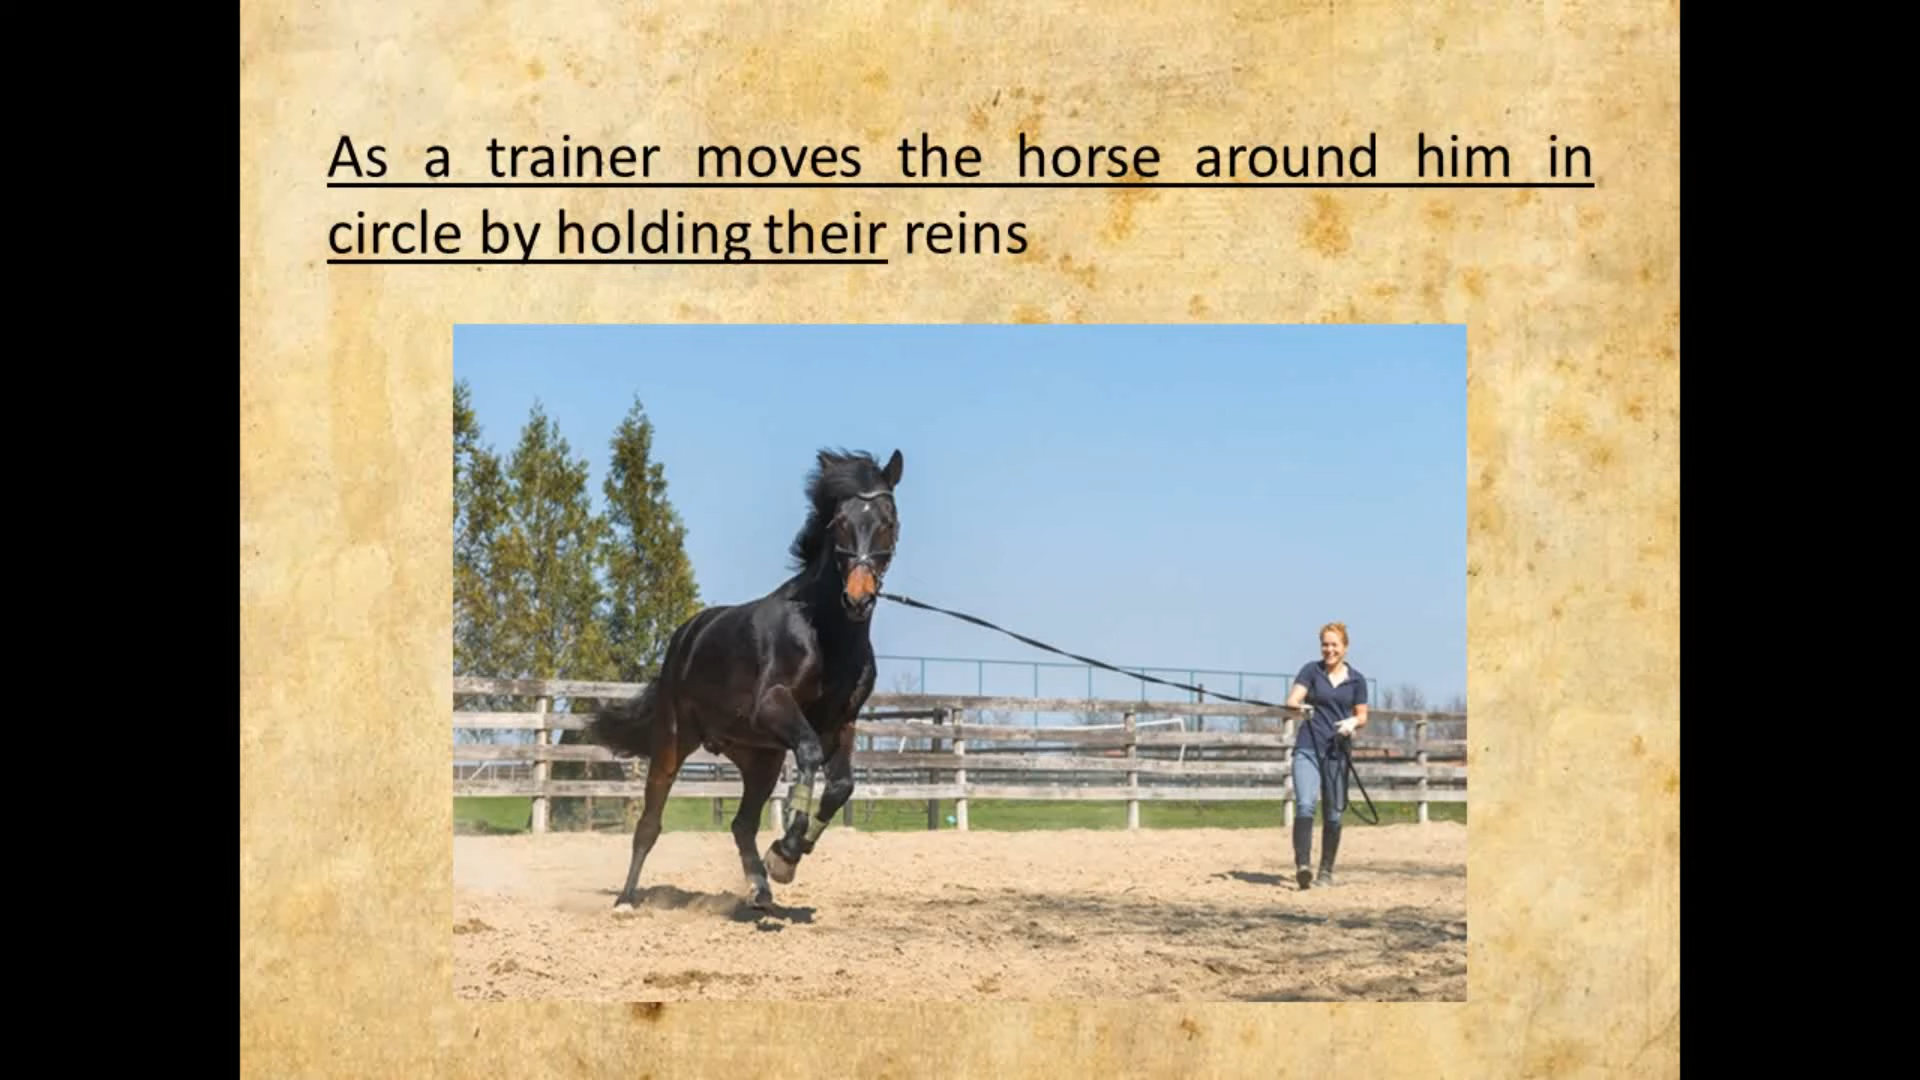 As a trainer moves the horse around him in
circle by holding their reins